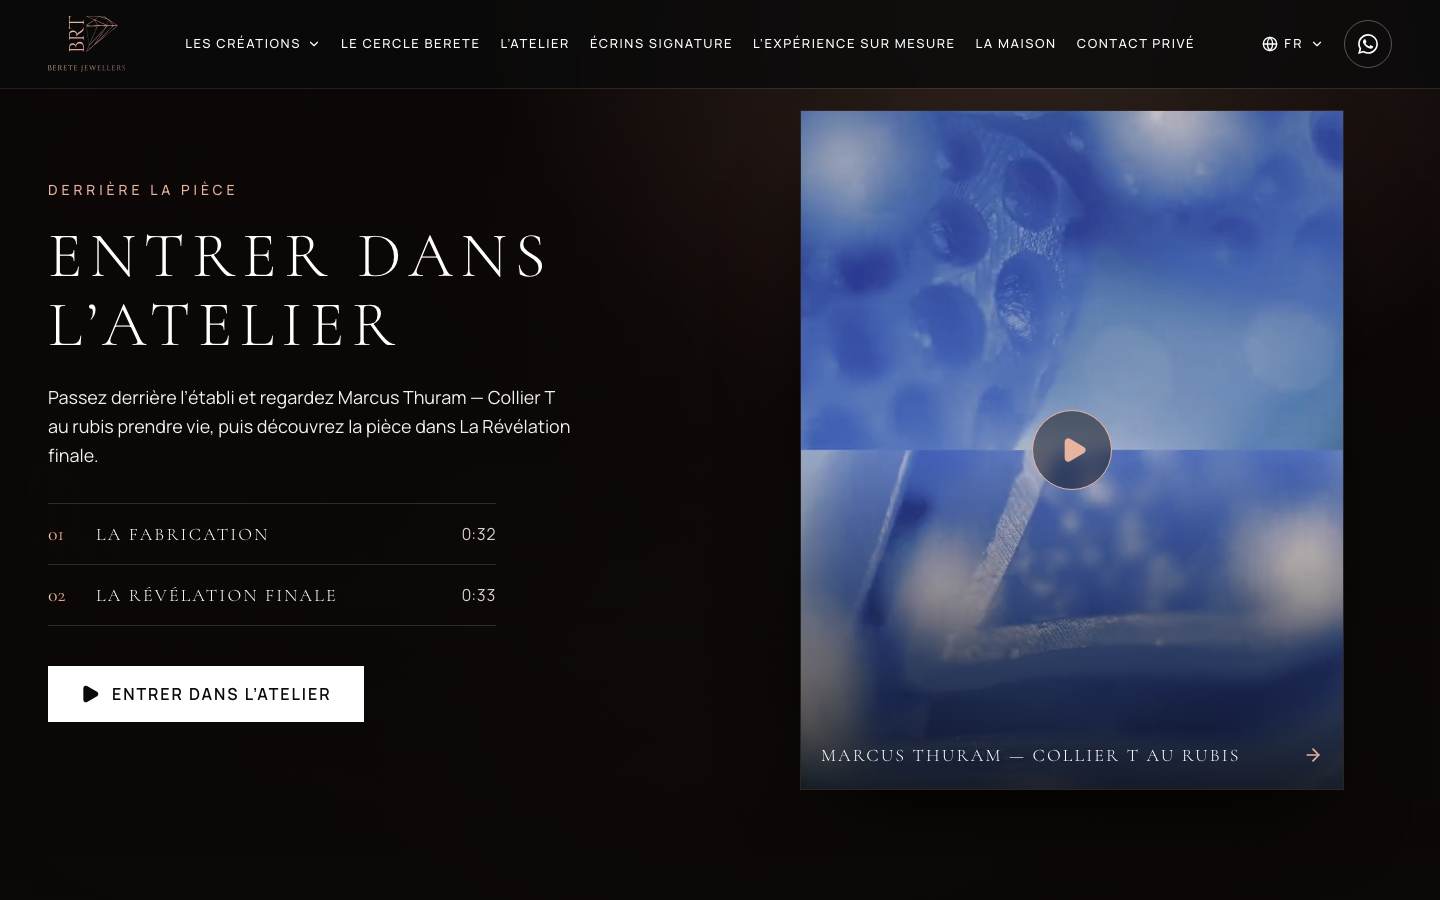 BRT
BERETE JEWELLERS
LES CRÉATIONS
LE CERCLE BERETE
L’ATELIER
ÉCRINS SIGNATURE
L’EXPÉRIENCE SUR MESURE
LA MAISON
CONTACT PRIVÉ
FR
DERRIÈRE LA PIÈCE
ENTRER DANS
L’ATELIER
Passez derrière l’établi et regardez Marcus Thuram — Collier T
au rubis prendre vie, puis découvrez la pièce dans La Révélation
finale.
01 LA FABRICATION 0:32
02 LA RÉVÉLATION FINALE 0:33
ENTRER DANS L’ATELIER
MARCUS THURAM — COLLIER T AU RUBIS